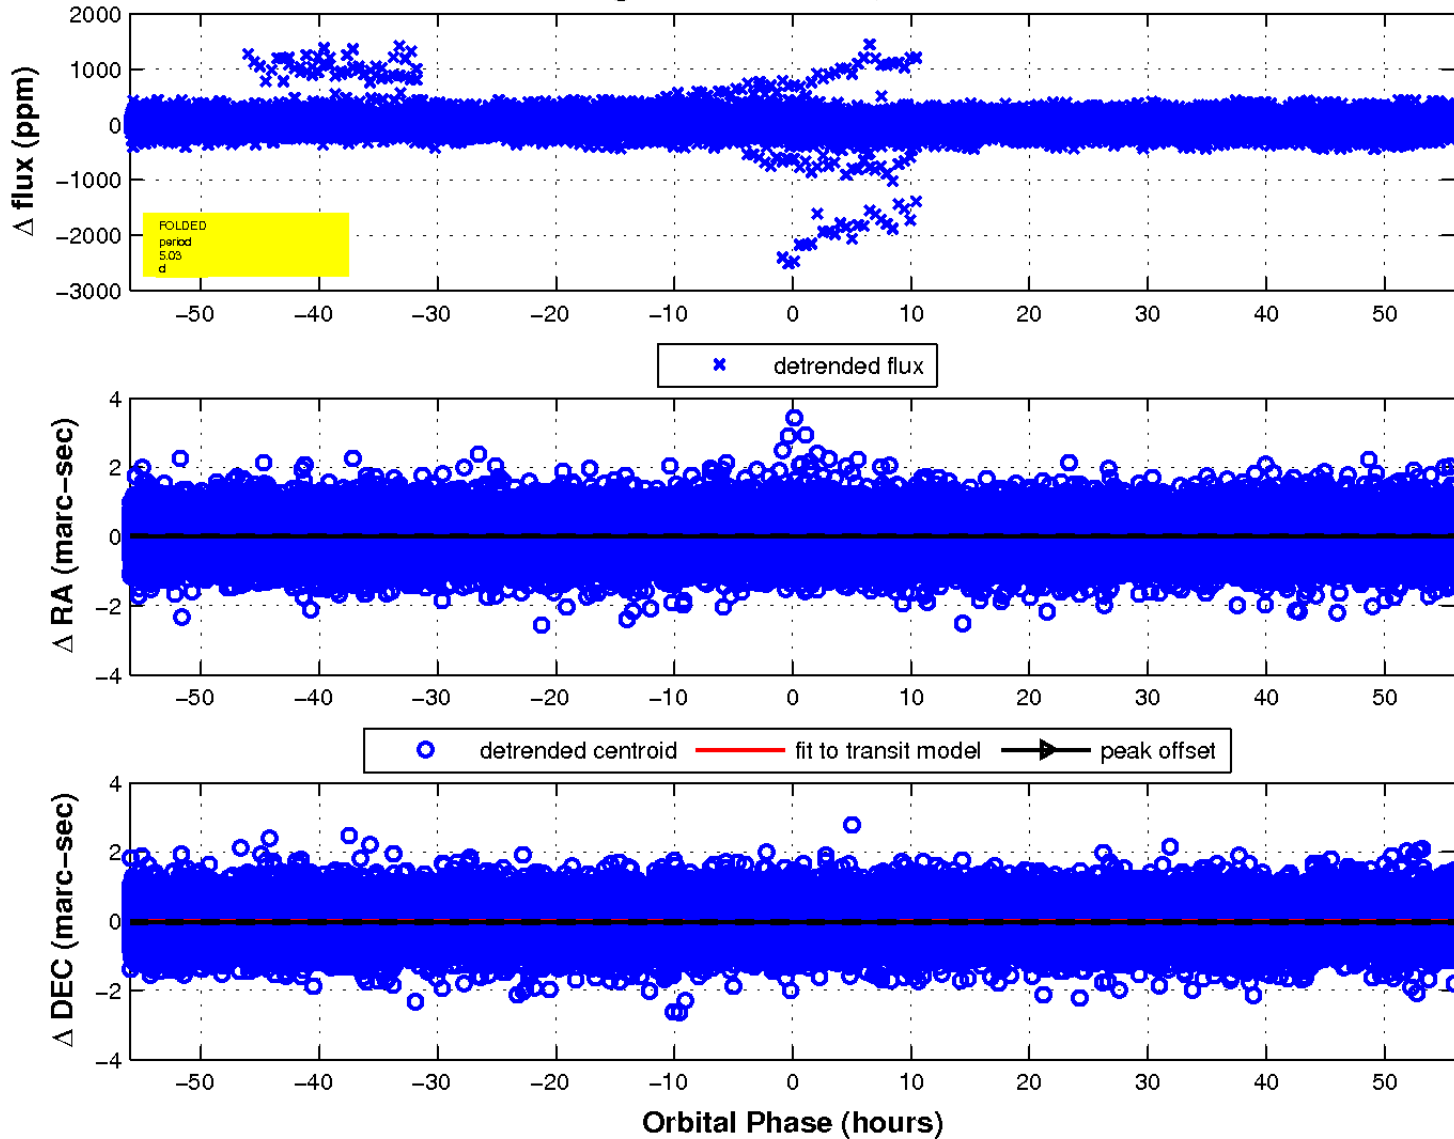 2000
1000
0
−1000
−2000
−3000
Δ flux (ppm)
FOLDED
period
5.03
d
−50 −40 −30 −20 −10 0 10 20 30 40 50
detrended flux
4
2
0
−2
−4
Δ RA (marc−sec)
−50 −40 −30 −20 −10 0 10 20 30 40 50
detrended centroid fit to transit model peak offset
4
2
0
−2
−4
Δ DEC (marc−sec)
−50 −40 −30 −20 −10 0 10 20 30 40 50
Orbital Phase (hours)